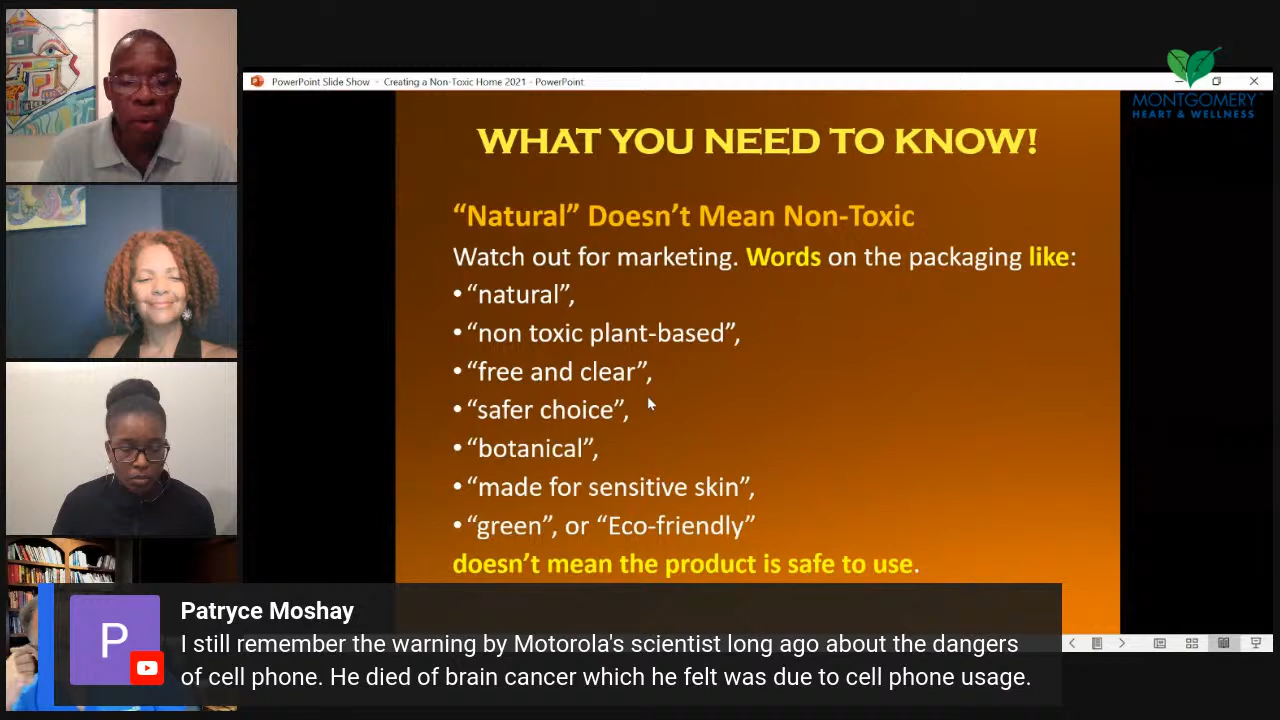 PowerPoint Slide Show - Creating a Non-Toxic Home 2021 - PowerPoint
MONTGOMERY
HEART & WELLNESS
WHAT YOU NEED TO KNOW!
“Natural” Doesn’t Mean Non-Toxic
Watch out for marketing. Words on the packaging like:
•“natural”,
•“non toxic plant-based”,
•“free and clear”,
•“safer choice”,
•“botanical”,
•“made for sensitive skin”,
•“green”, or “Eco-friendly”
doesn’t mean the product is safe to use.
P
Patryce Moshay
I still remember the warning by Motorola's scientist long ago about the dangers
of cell phone. He died of brain cancer which he felt was due to cell phone usage.